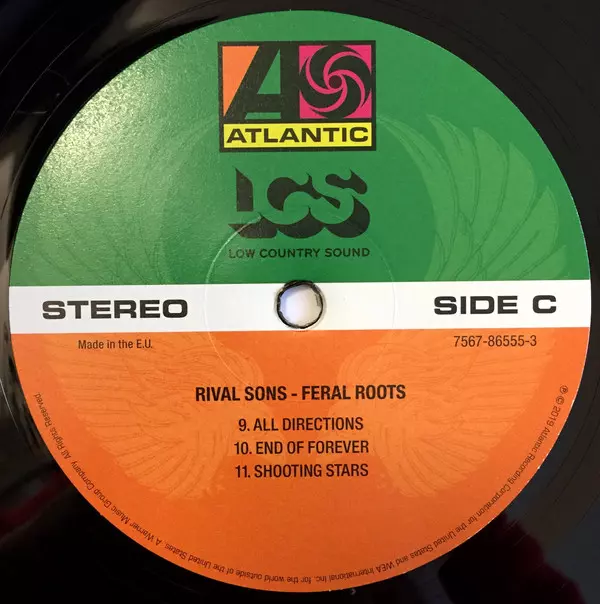 ATLANTIC
LCS
LOW COUNTRY SOUND
STEREO
SIDE C
Made in the E.U.
7567-86555-3
RIVAL SONS - FERAL ROOTS
9. ALL DIRECTIONS
10. END OF FOREVER
11. SHOOTING STARS
℗ © 2019 Atlantic Recording Corporation for the United States and WEA International Inc. for the world outside of the United States. A Warner Music Group Company. All Rights Reserved.